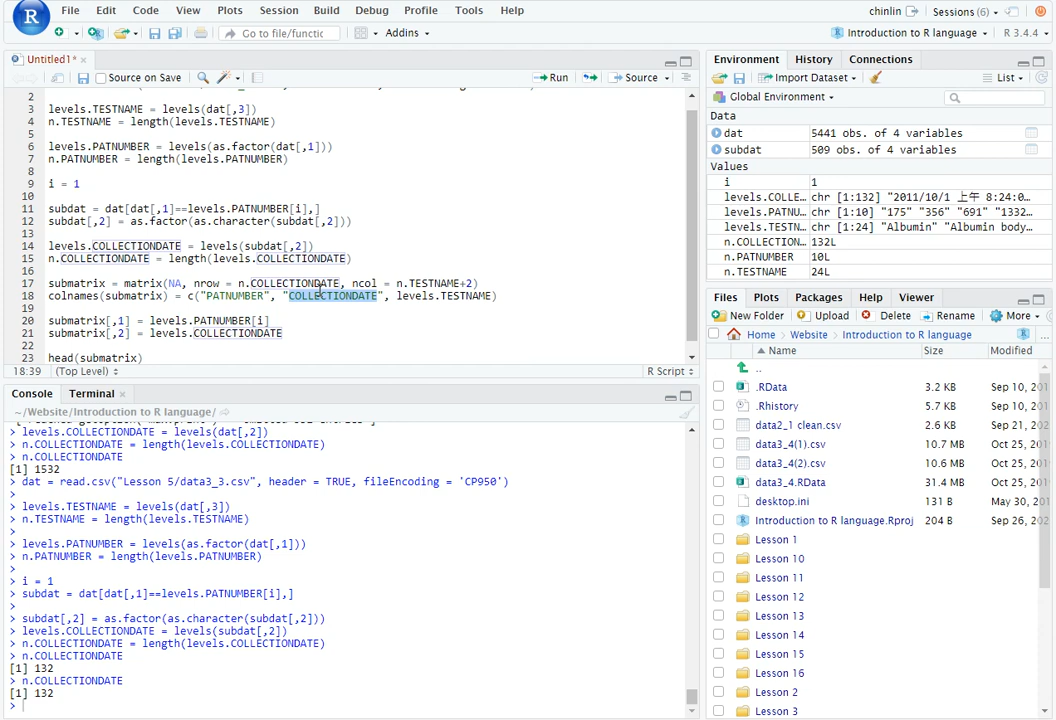 File Edit Code View Plots Session Build Debug Profile Tools Help
chinlin Sessions (6)
Go to file/functic Addins
Introduction to R language R 3.4.4
Untitled1*
Source on Save Run Source
2
3 levels.TESTNAME = levels(dat[,3])
4 n.TESTNAME = length(levels.TESTNAME)
5
6 levels.PATNUMBER = levels(as.factor(dat[,1]))
7 n.PATNUMBER = length(levels.PATNUMBER)
8
9 i = 1
10
11 subdat = dat[dat[,1]==levels.PATNUMBER[i],]
12 subdat[,2] = as.factor(as.character(subdat[,2]))
13
14 levels.COLLECTIONDATE = levels(subdat[,2])
15 n.COLLECTIONDATE = length(levels.COLLECTIONDATE)
16
17 submatrix = matrix(NA, nrow = n.COLLECTIONDATE, ncol = n.TESTNAME+2)
18 colnames(submatrix) = c("PATNUMBER", "COLLECTIONDATE", levels.TESTNAME)
19
20 submatrix[,1] = levels.PATNUMBER[i]
21 submatrix[,2] = levels.COLLECTIONDATE
22
23 head(submatrix)
18:39 (Top Level) R Script
Console Terminal
~/Website/Introduction to R language/
> levels.COLLECTIONDATE = levels(dat[,2])
> n.COLLECTIONDATE = length(levels.COLLECTIONDATE)
> n.COLLECTIONDATE
[1] 1532
> dat = read.csv("Lesson 5/data3_3.csv", header = TRUE, fileEncoding = 'CP950')
>
> levels.TESTNAME = levels(dat[,3])
> n.TESTNAME = length(levels.TESTNAME)
>
> levels.PATNUMBER = levels(as.factor(dat[,1]))
> n.PATNUMBER = length(levels.PATNUMBER)
>
> i = 1
> subdat = dat[dat[,1]==levels.PATNUMBER[i],]
>
> subdat[,2] = as.factor(as.character(subdat[,2]))
> levels.COLLECTIONDATE = levels(subdat[,2])
> n.COLLECTIONDATE = length(levels.COLLECTIONDATE)
> n.COLLECTIONDATE
[1] 132
> n.COLLECTIONDATE
[1] 132
>
Environment History Connections
Import Dataset List
Global Environment
Data
dat 5441 obs. of 4 variables
subdat 509 obs. of 4 variables
Values
i 1
levels.COLLE… chr [1:132] "2011/10/1 上午 8:24:0…
levels.PATNU… chr [1:10] "175" "356" "691" "1332…
levels.TESTN… chr [1:24] "Albumin" "Albumin body…
n.COLLECTION… 132L
n.PATNUMBER 10L
n.TESTNAME 24L
Files Plots Packages Help Viewer
New Folder Upload Delete Rename More
Home Website Introduction to R language ...
Name Size Modified
..
.RData 3.2 KB Sep 10, 201
.Rhistory 5.7 KB Sep 10, 201
data2_1 clean.csv 2.6 KB Sep 21, 202
data3_4(1).csv 10.7 MB Oct 25, 201
data3_4(2).csv 10.6 MB Oct 25, 201
data3_4.RData 31.4 MB Oct 25, 201
desktop.ini 131 B May 30, 201
Introduction to R language.Rproj 204 B Sep 26, 202
Lesson 1
Lesson 10
Lesson 11
Lesson 12
Lesson 13
Lesson 14
Lesson 15
Lesson 16
Lesson 2
Lesson 3